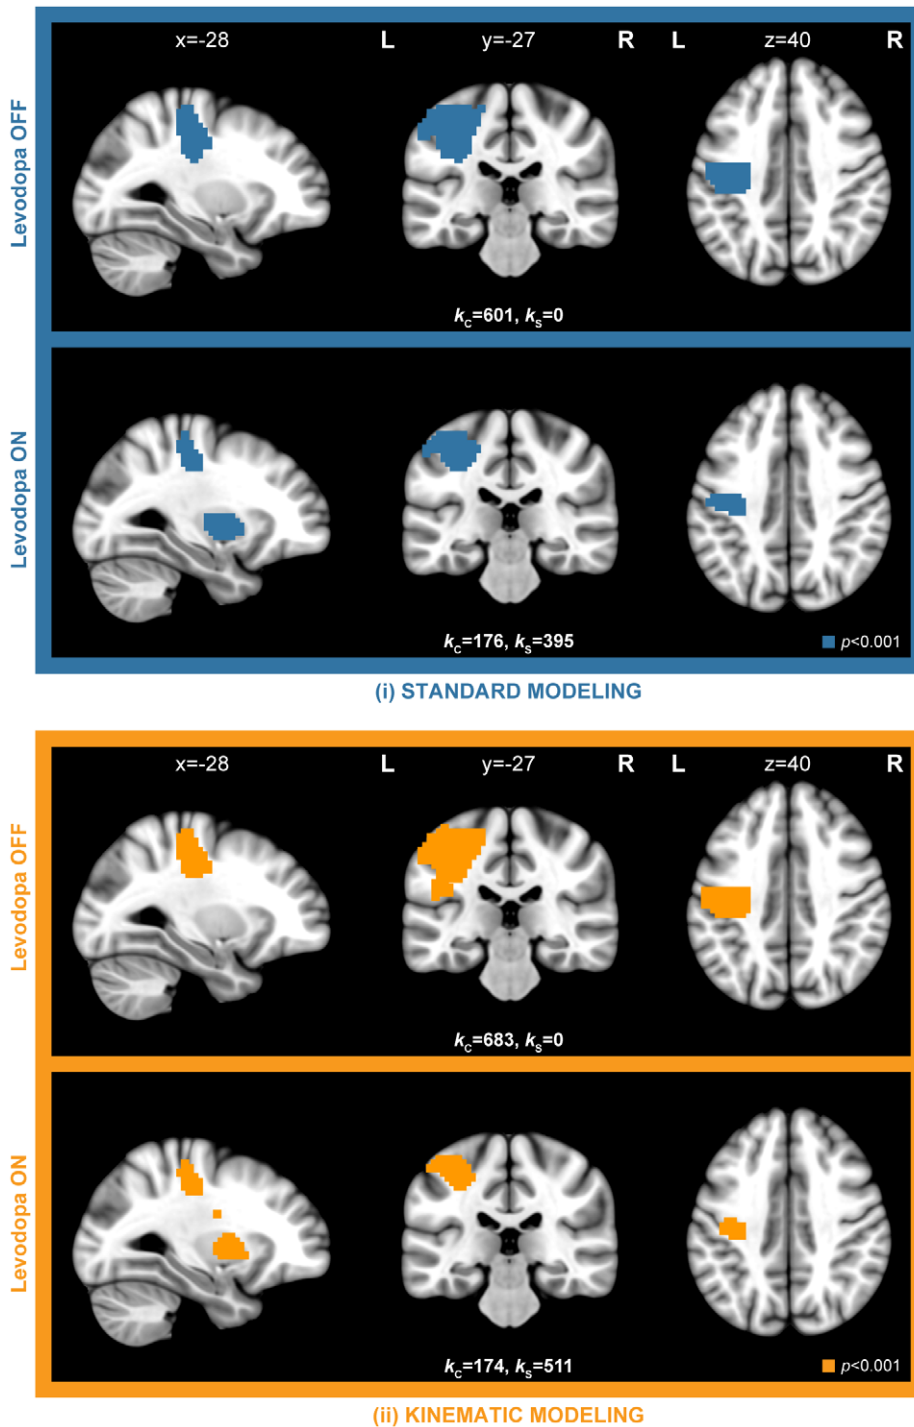 x=-28 L y=-27 R L z=40 R
Levodopa OFF
kC=601, kS=0
Levodopa ON
kC=176, kS=395
p<0.001
(i) STANDARD MODELING
x=-28 L y=-27 R L z=40 R
Levodopa OFF
kC=683, kS=0
Levodopa ON
kC=174, kS=511
p<0.001
(ii) KINEMATIC MODELING